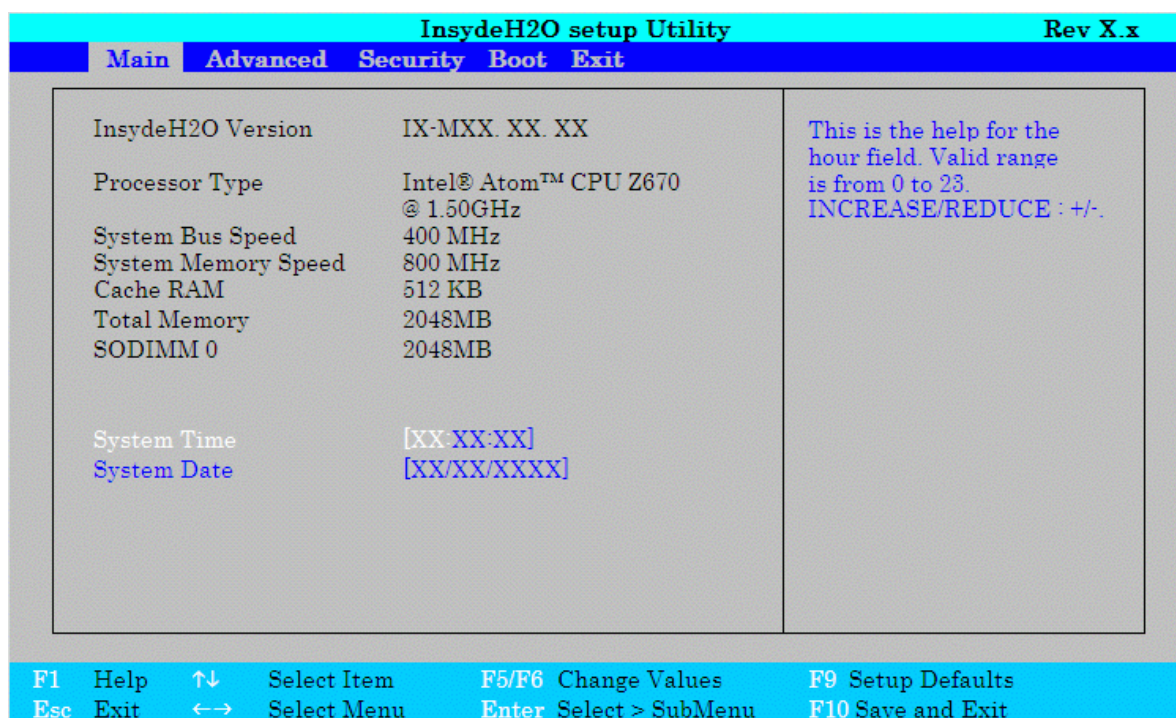 InsydeH2O setup Utility Rev X.x
Main Advanced Security Boot Exit
InsydeH2O Version IX-MXX. XX. XX
Processor Type Intel® Atom™ CPU Z670
@ 1.50GHz
System Bus Speed 400 MHz
System Memory Speed 800 MHz
Cache RAM 512 KB
Total Memory 2048MB
SODIMM 0 2048MB
System Time [XX:XX:XX]
System Date [XX/XX/XXXX]
This is the help for the
hour field. Valid range
is from 0 to 23.
INCREASE/REDUCE : +/-.
F1 Help ↑↓ Select Item F5/F6 Change Values F9 Setup Defaults
Esc Exit ←→ Select Menu Enter Select > SubMenu F10 Save and Exit